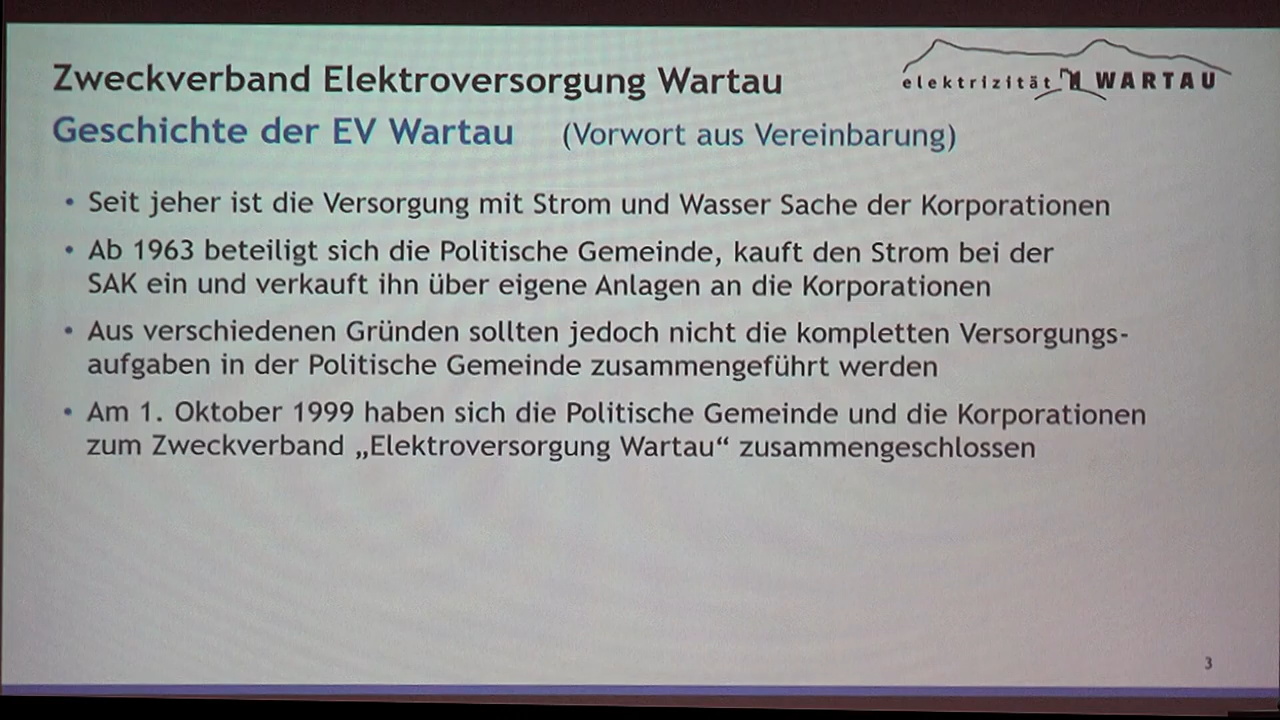 Zweckverband Elektroversorgung Wartau
elektrizität WARTAU
Geschichte der EV Wartau (Vorwort aus Vereinbarung)
• Seit jeher ist die Versorgung mit Strom und Wasser Sache der Korporationen
• Ab 1963 beteiligt sich die Politische Gemeinde, kauft den Strom bei der
SAK ein und verkauft ihn über eigene Anlagen an die Korporationen
• Aus verschiedenen Gründen sollten jedoch nicht die kompletten Versorgungs-
aufgaben in der Politische Gemeinde zusammengeführt werden
• Am 1. Oktober 1999 haben sich die Politische Gemeinde und die Korporationen
zum Zweckverband „Elektroversorgung Wartau“ zusammengeschlossen
3